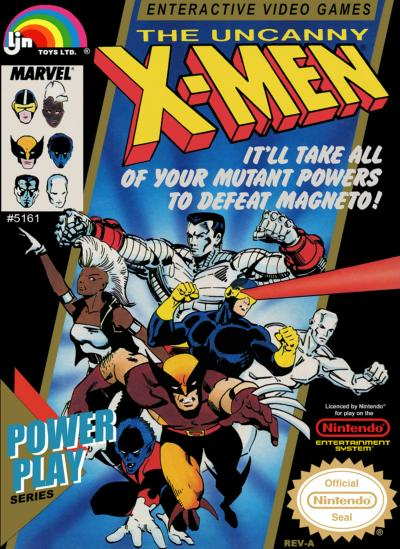 ENTERACTIVE VIDEO GAMES
THE UNCANNY
X-MEN
LJN
TOYS LTD.
MARVEL
#5161
IT'LL TAKE ALL
OF YOUR MUTANT POWERS
TO DEFEAT MAGNETO!
POWER
PLAY
SERIES
Licenced by Nintendo®
for play on the
Nintendo®
ENTERTAINMENT
SYSTEM™
Official
Nintendo
Seal
®
REV-A